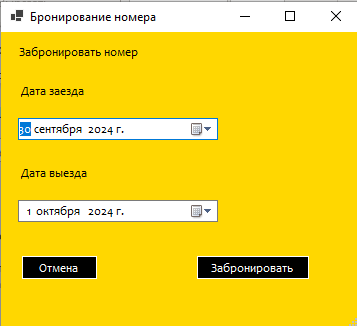 Бронирование номера
Забронировать номер
Дата заезда
30 сентября 2024 г.
Дата выезда
1 октября 2024 г.
Отмена
Забронировать